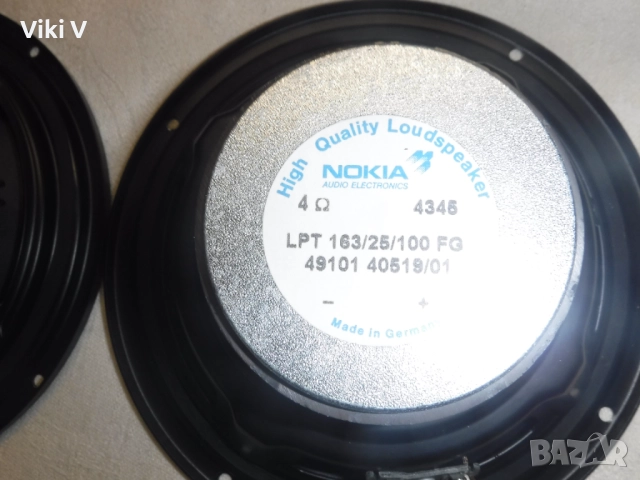 Viki V
High Quality Loudspeaker
NOKIA
AUDIO ELECTRONICS
4 Ω 4345
LPT 163/25/100 FG
49101 40519/01
– +
Made in Germany
BAZAR